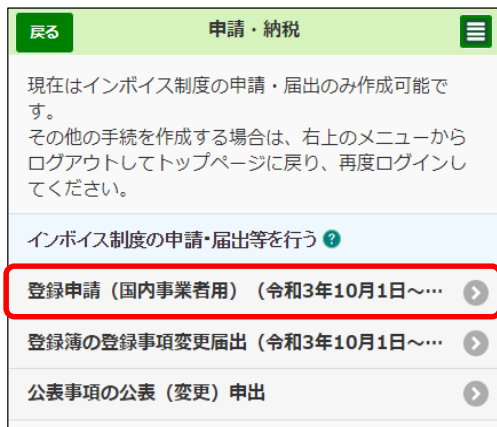 戻る 申請・納税
現在はインボイス制度の申請・届出のみ作成可能で
す。
その他の手続を作成する場合は、右上のメニューから
ログアウトしてトップページに戻り、再度ログインし
てください。
インボイス制度の申請・届出等を行う ?
登録申請（国内事業者用）（令和3年10月1日～…
登録簿の登録事項変更届出（令和3年10月1日～…
公表事項の公表（変更）申出